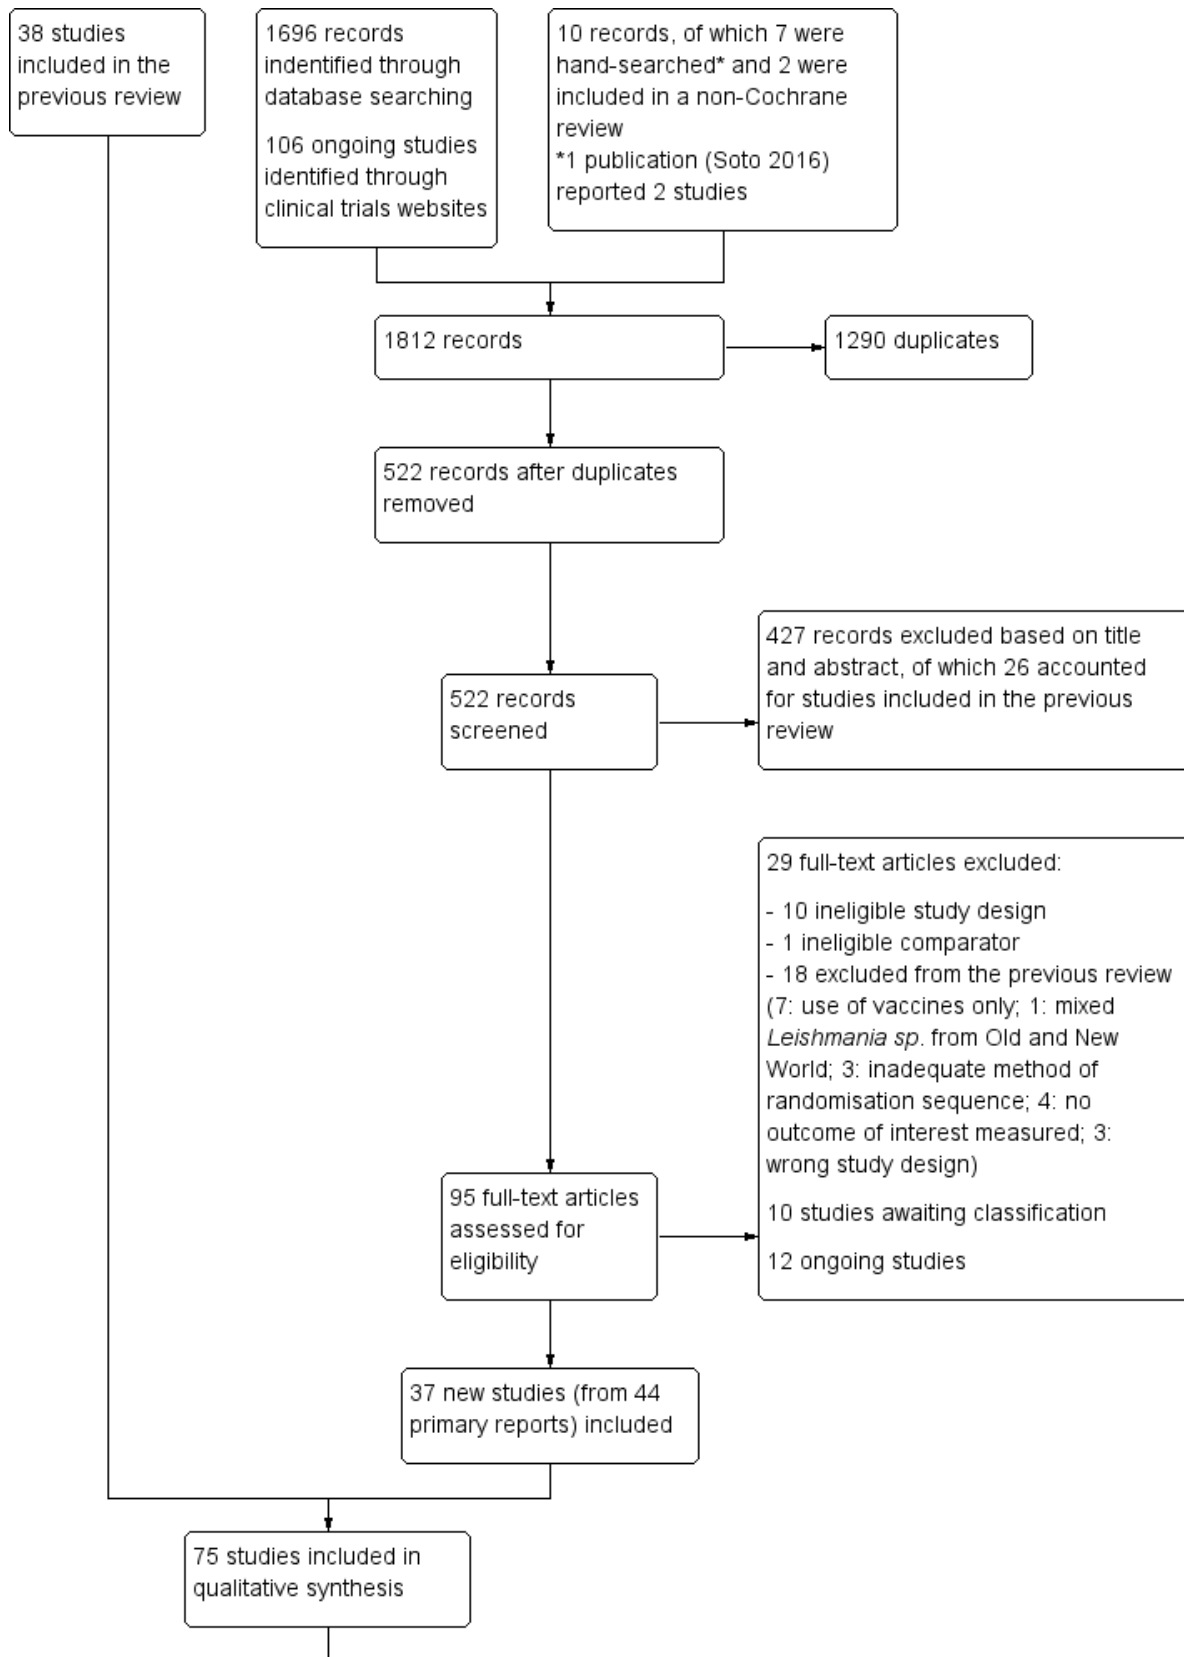 38 studies
included in the
previous review
1696 records
indentified through
database searching
106 ongoing studies
identified through
clinical trials websites
10 records, of which 7 were
hand-searched* and 2 were
included in a non-Cochrane
review
*1 publication (Soto 2016)
reported 2 studies
1812 records
1290 duplicates
522 records after duplicates
removed
427 records excluded based on title
and abstract, of which 26 accounted
for studies included in the previous
review
522 records
screened
29 full-text articles excluded:
- 10 ineligible study design
- 1 ineligible comparator
- 18 excluded from the previous review
(7: use of vaccines only; 1: mixed
Leishmania sp. from Old and New
World; 3: inadequate method of
randomisation sequence; 4: no
outcome of interest measured; 3:
wrong study design)
10 studies awaiting classification
12 ongoing studies
95 full-text articles
assessed for
eligibility
37 new studies (from 44
primary reports) included
75 studies included in
qualitative synthesis